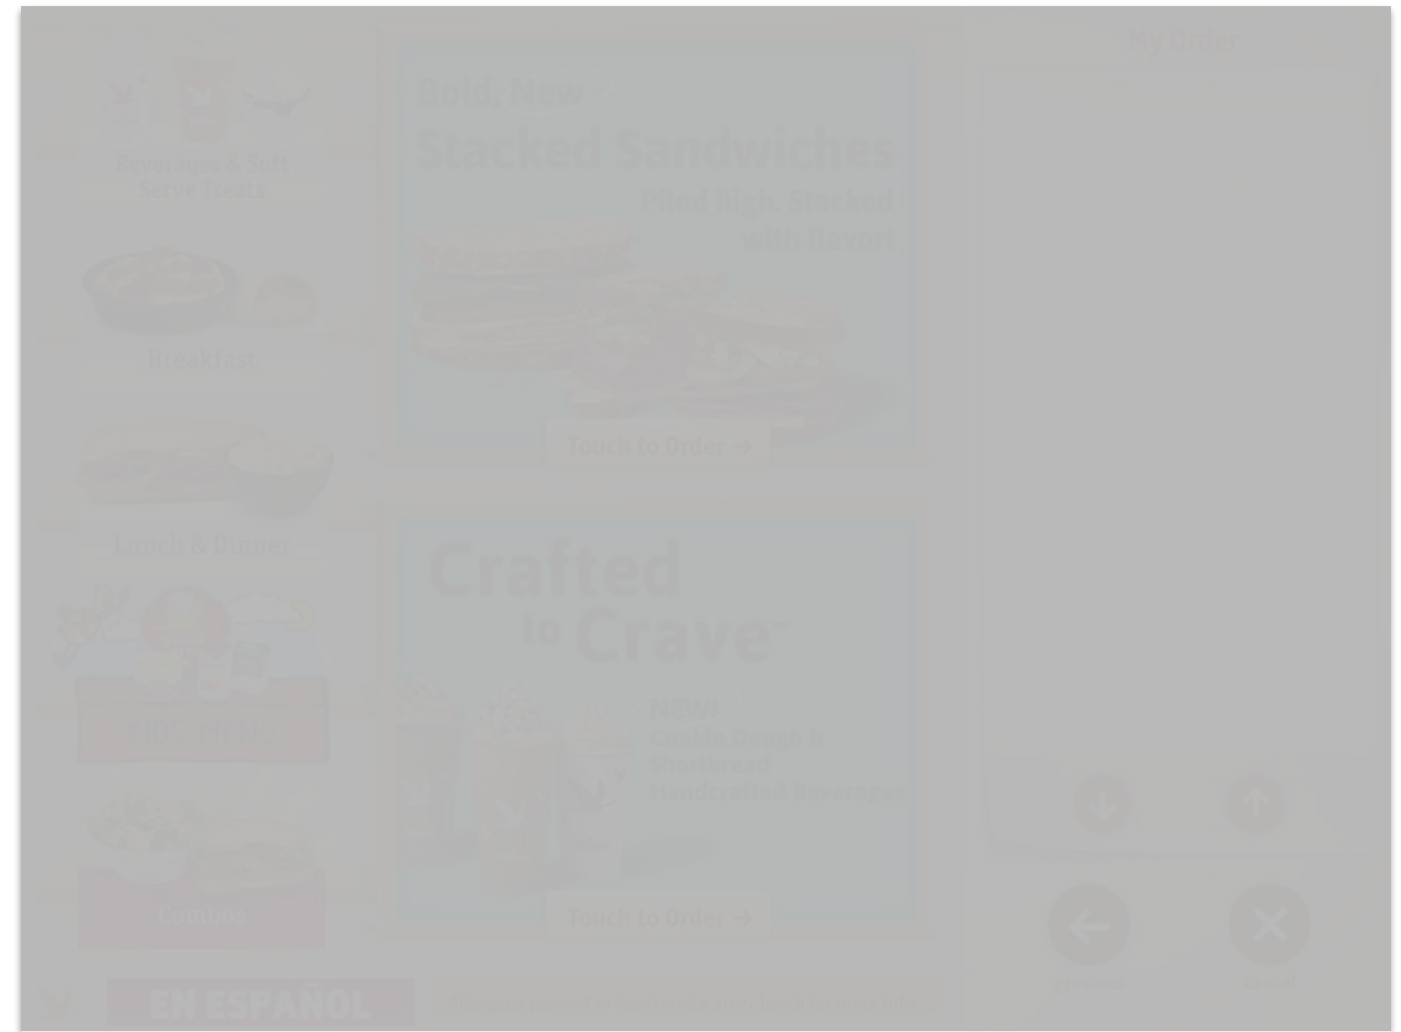 My Order
Beverages & Soft
Serve Treats
Breakfast
Lunch & Dinner
KIDS MENU
Combos
Bold, New
Stacked Sandwiches
Piled High. Stacked
with flavor!
Touch to Order →
Crafted
to Crave™
NEW!
Cookie Dough &
Shortbread
Handcrafted Beverages
Touch to Order →
previous
cancel
EN ESPAÑOL